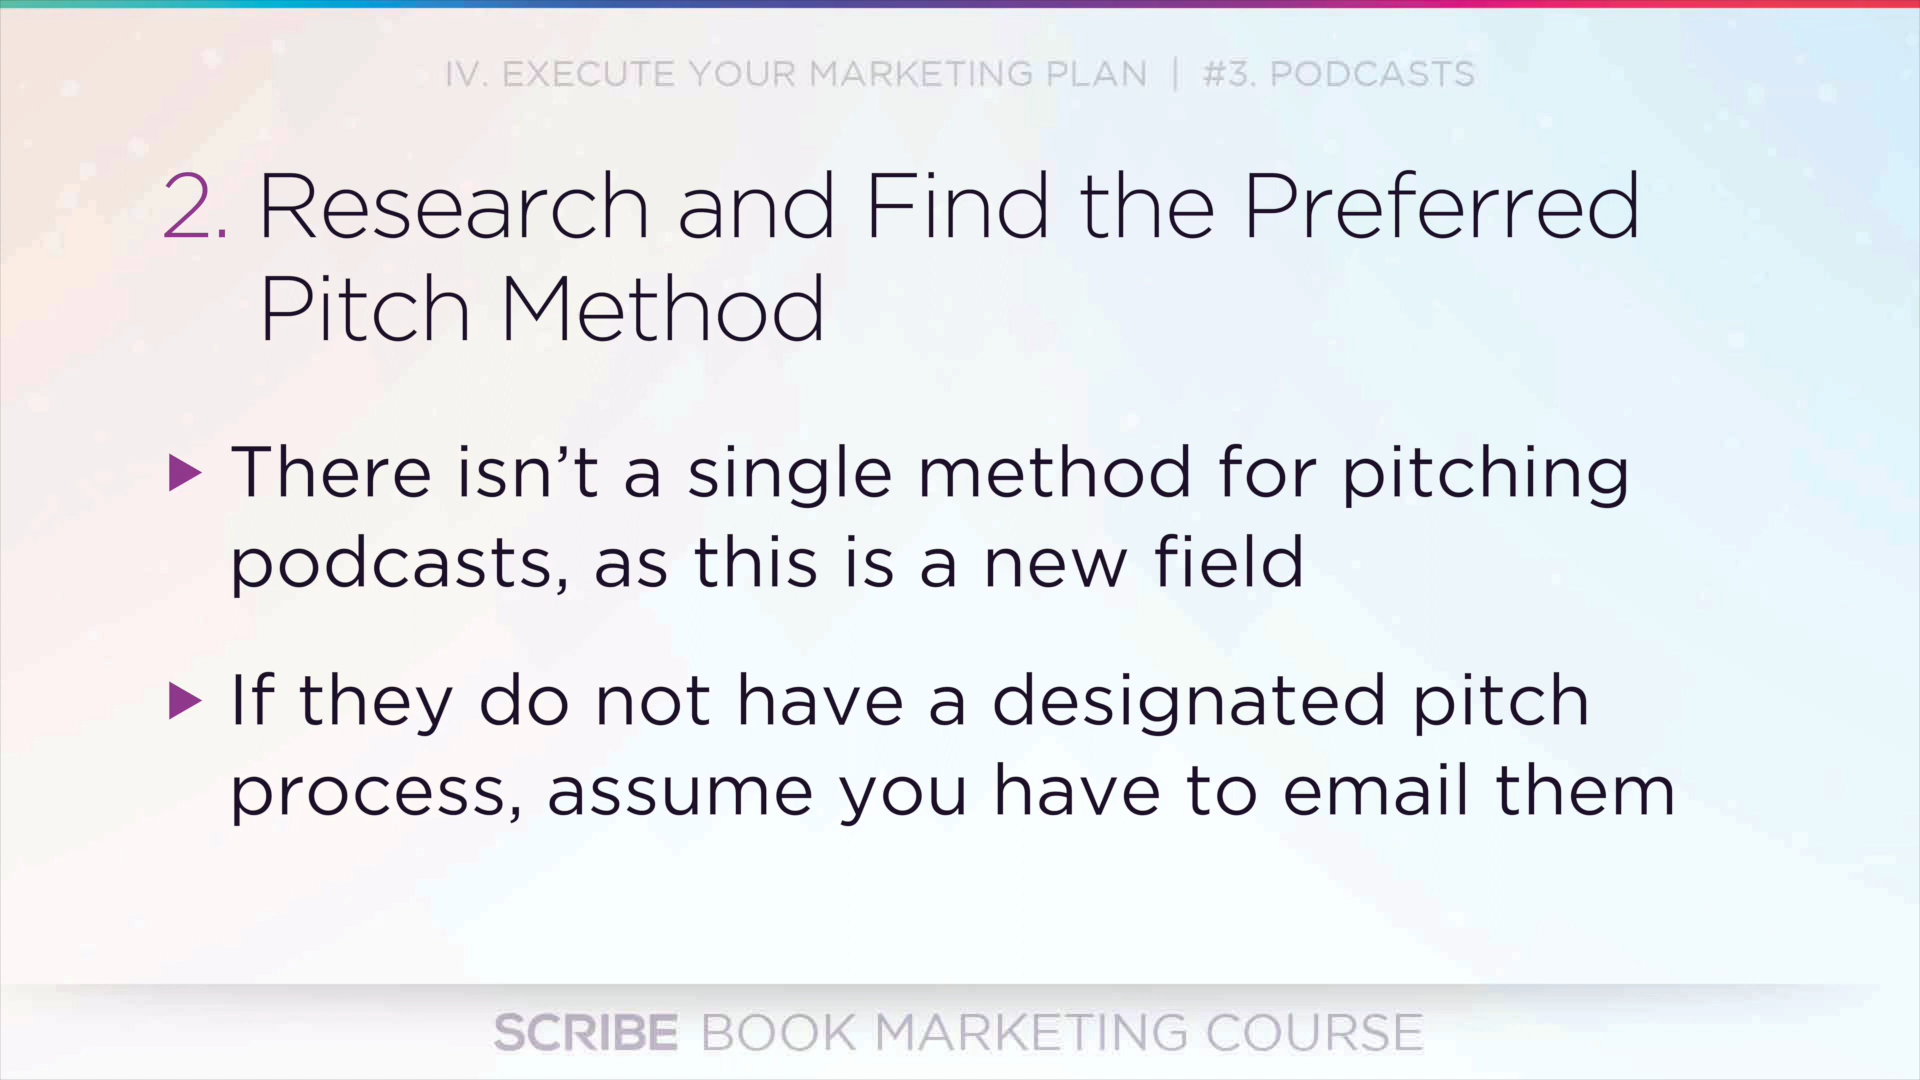 IV. EXECUTE YOUR MARKETING PLAN | #3. PODCASTS
2. Research and Find the Preferred
Pitch Method
▶ There isn’t a single method for pitching
podcasts, as this is a new field
▶ If they do not have a designated pitch
process, assume you have to email them
SCRIBE BOOK MARKETING COURSE